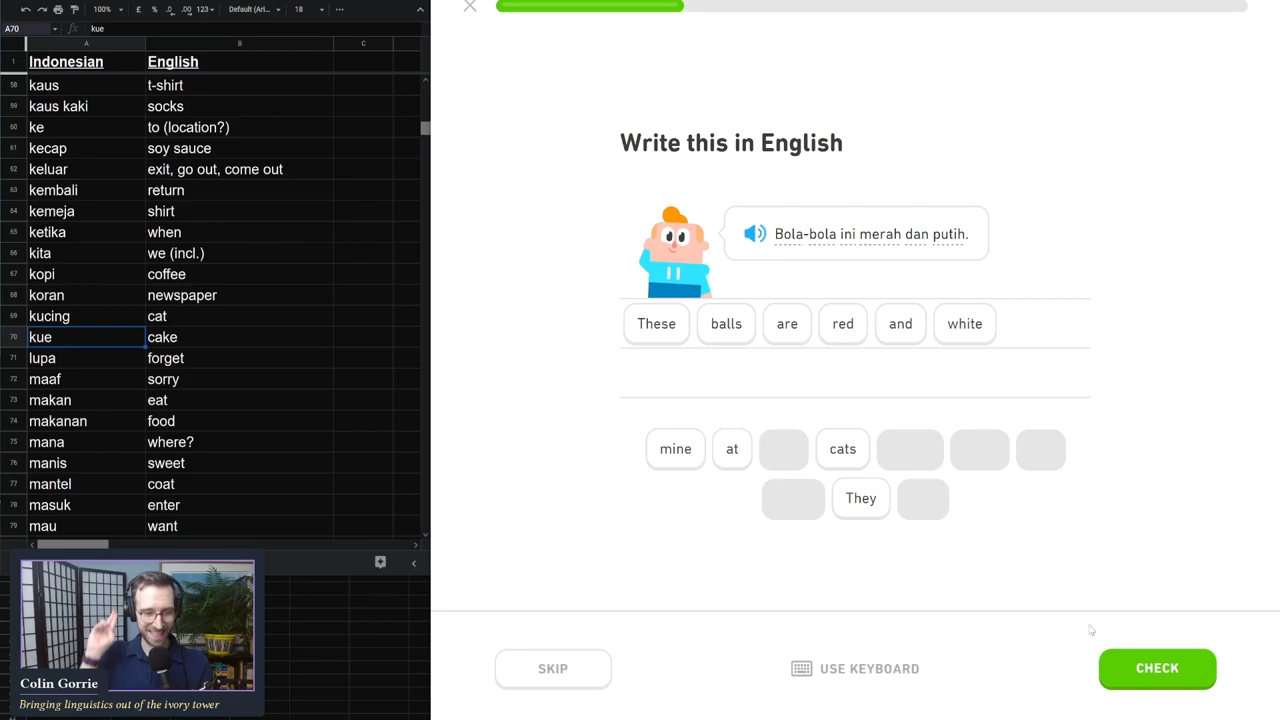 100% £ % .0 .00 123 Default (Ari... 18
A70 fx kue
A B C
1 Indonesian English
58 kaus t-shirt
59 kaus kaki socks
60 ke to (location?)
61 kecap soy sauce
62 keluar exit, go out, come out
63 kembali return
64 kemeja shirt
65 ketika when
66 kita we (incl.)
67 kopi coffee
68 koran newspaper
69 kucing cat
70 kue cake
71 lupa forget
72 maaf sorry
73 makan eat
74 makanan food
75 mana where?
76 manis sweet
77 mantel coat
78 masuk enter
79 mau want
Colin Gorrie
Bringing linguistics out of the ivory tower
Write this in English
Bola-bola ini merah dan putih.
These balls are red and white
mine at cats
They
SKIP USE KEYBOARD CHECK